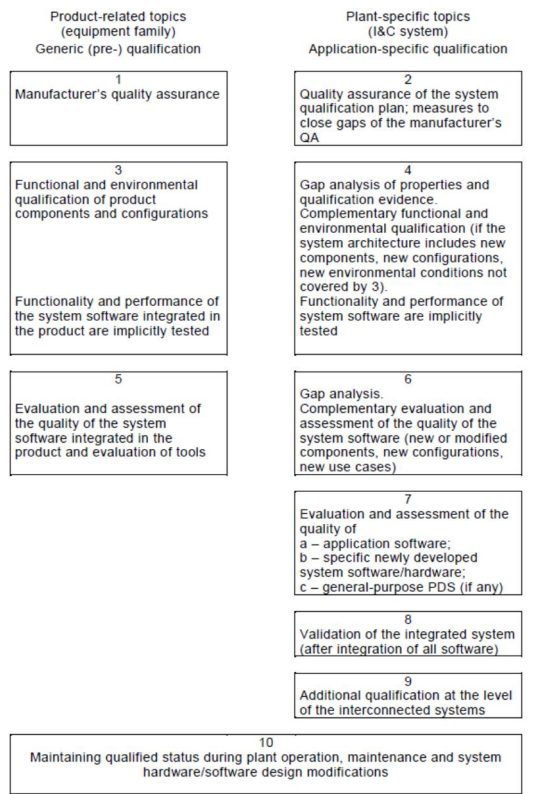 Product-related topics
(equipment family)
Generic (pre-) qualification
Plant-specific topics
(I&C system)
Application-specific qualification
1
Manufacturer's quality assurance
2
Quality assurance of the system
qualification plan; measures to
close gaps of the manufacturer's
QA
3
Functional and environmental
qualification of product
components and configurations
Functionality and performance of
the system software integrated in
the product are implicitly tested
4
Gap analysis of properties and
qualification evidence.
Complementary functional and
environmental qualification (if the
system architecture includes new
components, new configurations,
new environmental conditions not
covered by 3).
Functionality and performance of
system software are implicitly
tested
5
Evaluation and assessment of
the quality of the system
software integrated in the
product and evaluation of tools
6
Gap analysis.
Complementary evaluation and
assessment of the quality of the
system software (new or modified
components, new configurations,
new use cases)
7
Evaluation and assessment of the
quality of
a – application software;
b – specific newly developed
system software/hardware;
c – general-purpose PDS (if any)
8
Validation of the integrated system
(after integration of all software)
9
Additional qualification at the level
of the interconnected systems
10
Maintaining qualified status during plant operation, maintenance and system
hardware/software design modifications